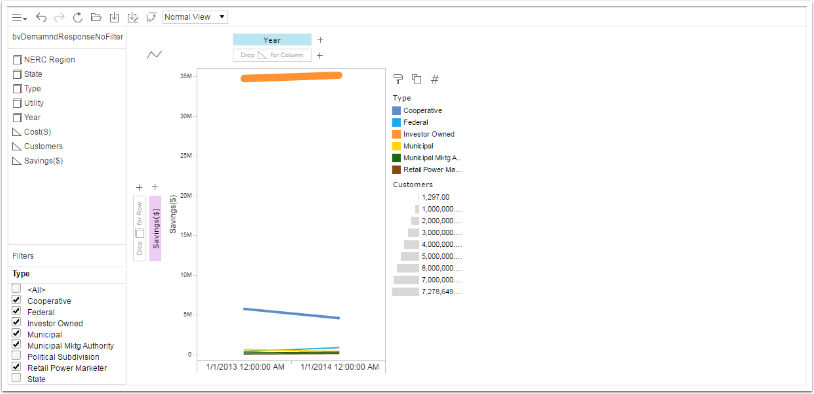 Normal View
bvDemamndResponseNoFilter
NERC Region
State
Type
Utility
Year
Cost($)
Customers
Savings($)
Filters
Type
<All>
Cooperative
Federal
Investor Owned
Municipal
Municipal Mktg Authority
Political Subdivision
Retail Power Marketer
State
Year
+
Drop for Column
+
+ +
Drop for Row
Savings($)
Savings($)
35M
30M
25M
20M
15M
10M
5M
0
1/1/2013 12:00:00 AM 1/1/2014 12:00:00 AM
#
Type
Cooperative
Federal
Investor Owned
Municipal
Municipal Mktg A..
Retail Power Ma...
Customers
1,297.00
1,000,000....
2,000,000....
3,000,000....
4,000,000....
5,000,000....
6,000,000....
7,000,000....
7,278,649....